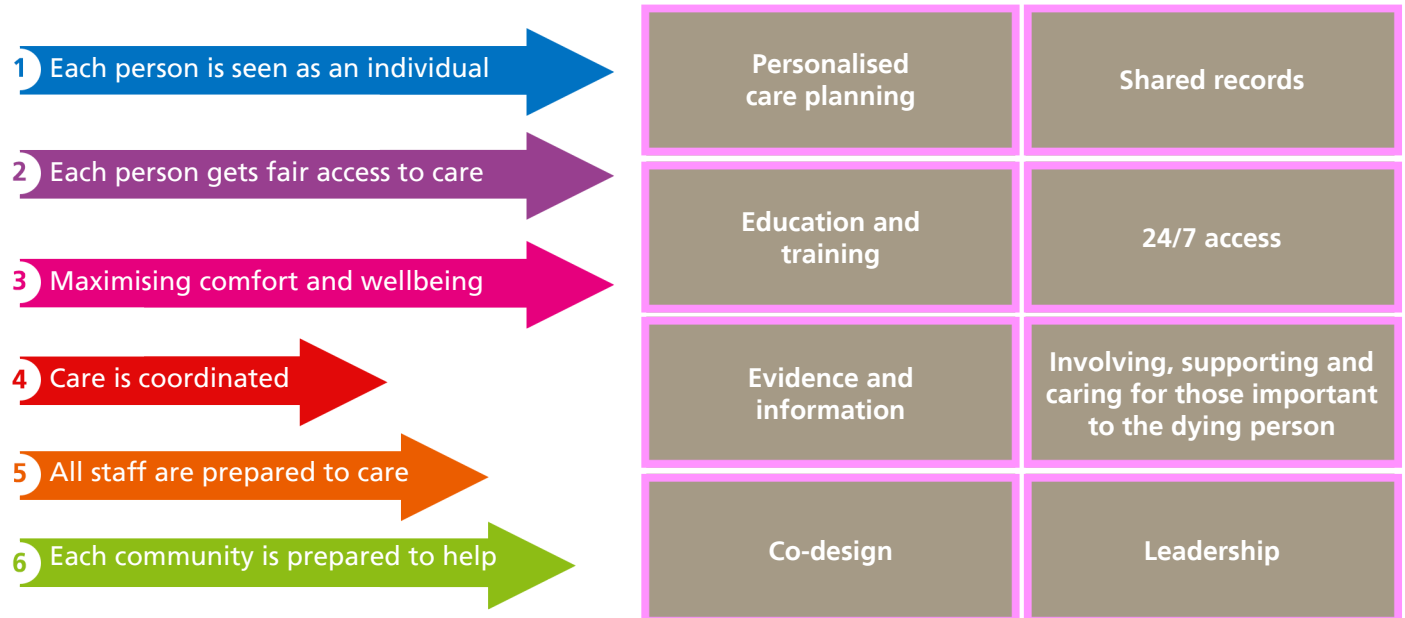 1 Each person is seen as an individual
2 Each person gets fair access to care
3 Maximising comfort and wellbeing
4 Care is coordinated
5 All staff are prepared to care
6 Each community is prepared to help
Personalised
care planning
Shared records
Education and
training
24/7 access
Evidence and
information
Involving, supporting and
caring for those important
to the dying person
Co-design
Leadership